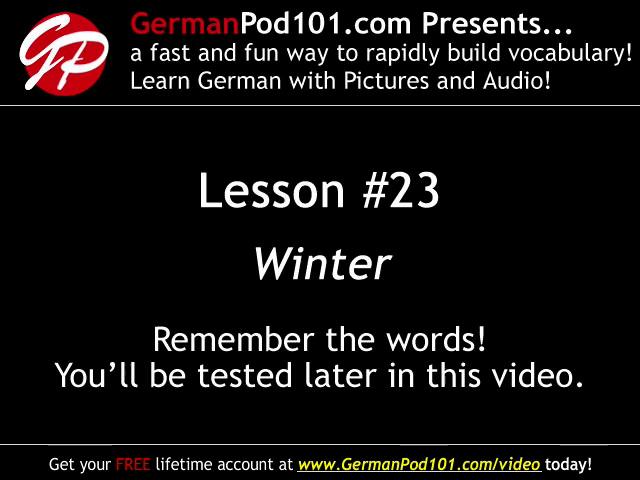 GP
GermanPod101.com Presents...
a fast and fun way to rapidly build vocabulary!
Learn German with Pictures and Audio!
Lesson #23
Winter
Remember the words!
You'll be tested later in this video.
Get your FREE lifetime account at www.GermanPod101.com/video today!